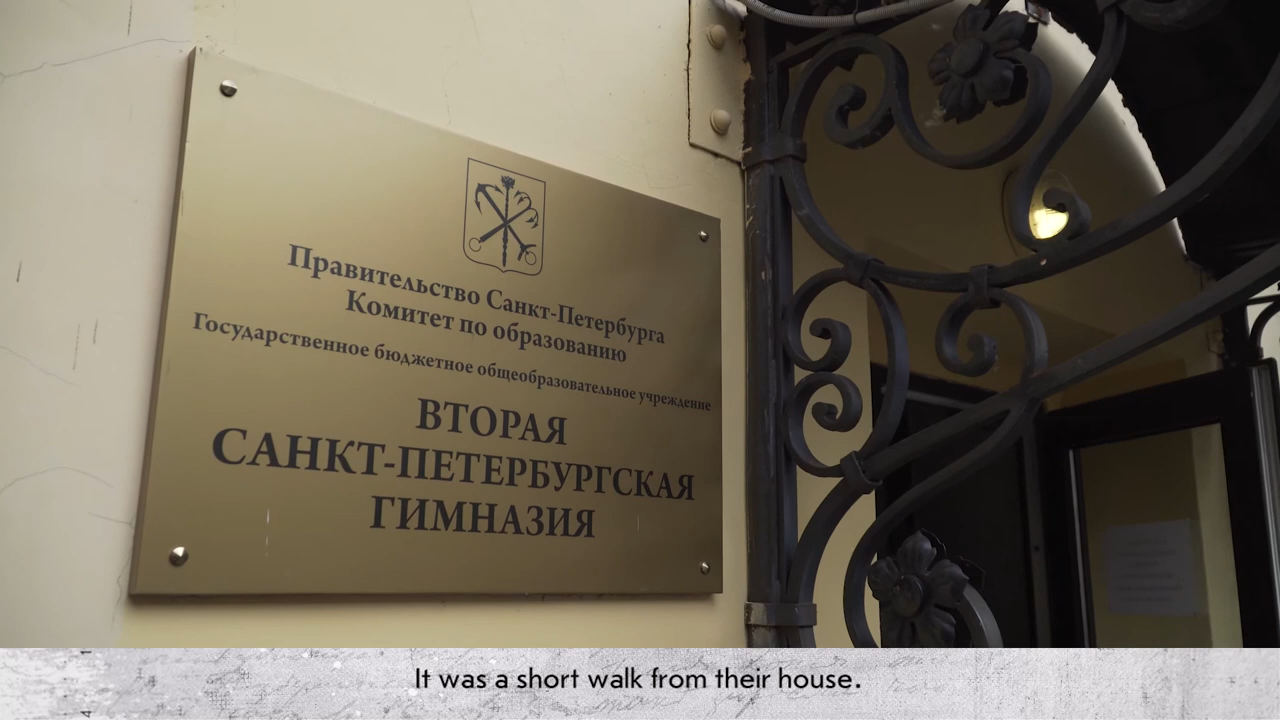 Правительство Санкт-Петербурга
Комитет по образованию
Государственное бюджетное общеобразовательное учреждение
ВТОРАЯ
САНКТ-ПЕТЕРБУРГСКАЯ
ГИМНАЗИЯ
It was a short walk from their house.